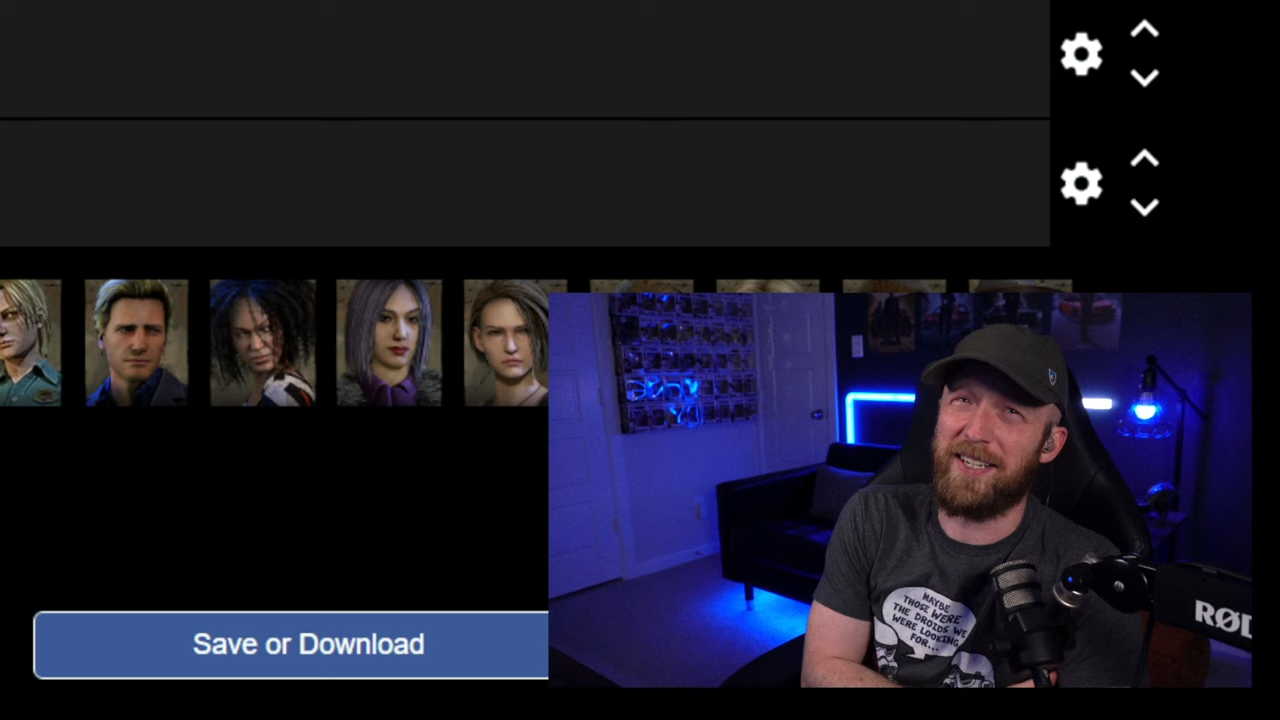 Save or Download
MAYBE
THOSE WERE
THE DROIDS WE
WERE LOOKING
FOR...
RØD